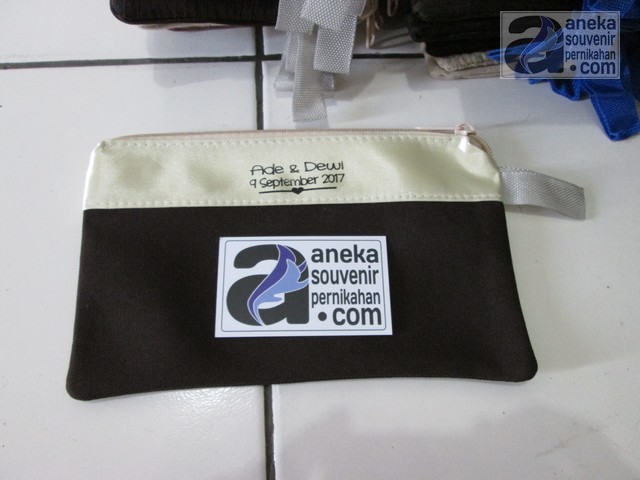 aneka
souvenir
pernikahan
.com
Ade & Dewi
9 September 2017
aneka
souvenir
pernikahan
.com